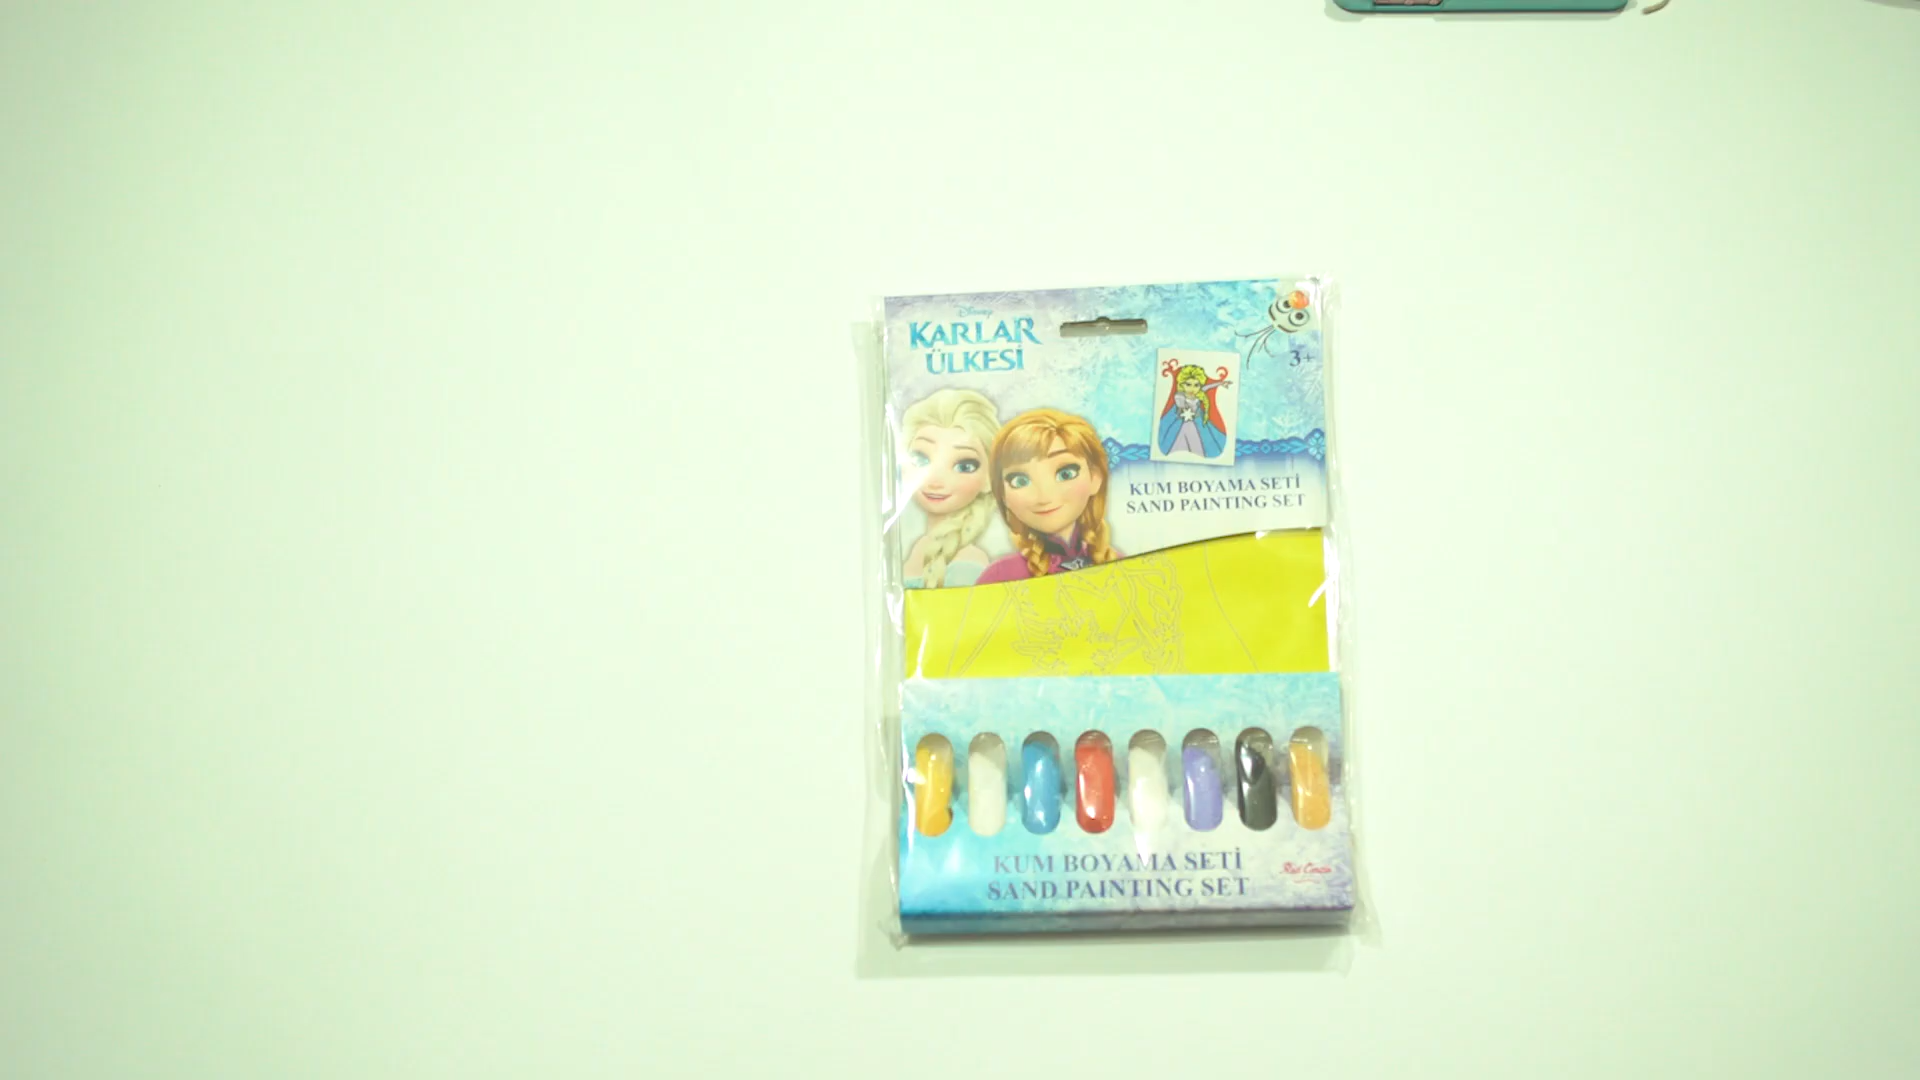 Disney
KARLAR
ÜLKESİ
3+
KUM BOYAMA SETİ
SAND PAINTING SET
KUM BOYAMA SETİ
SAND PAINTING SET